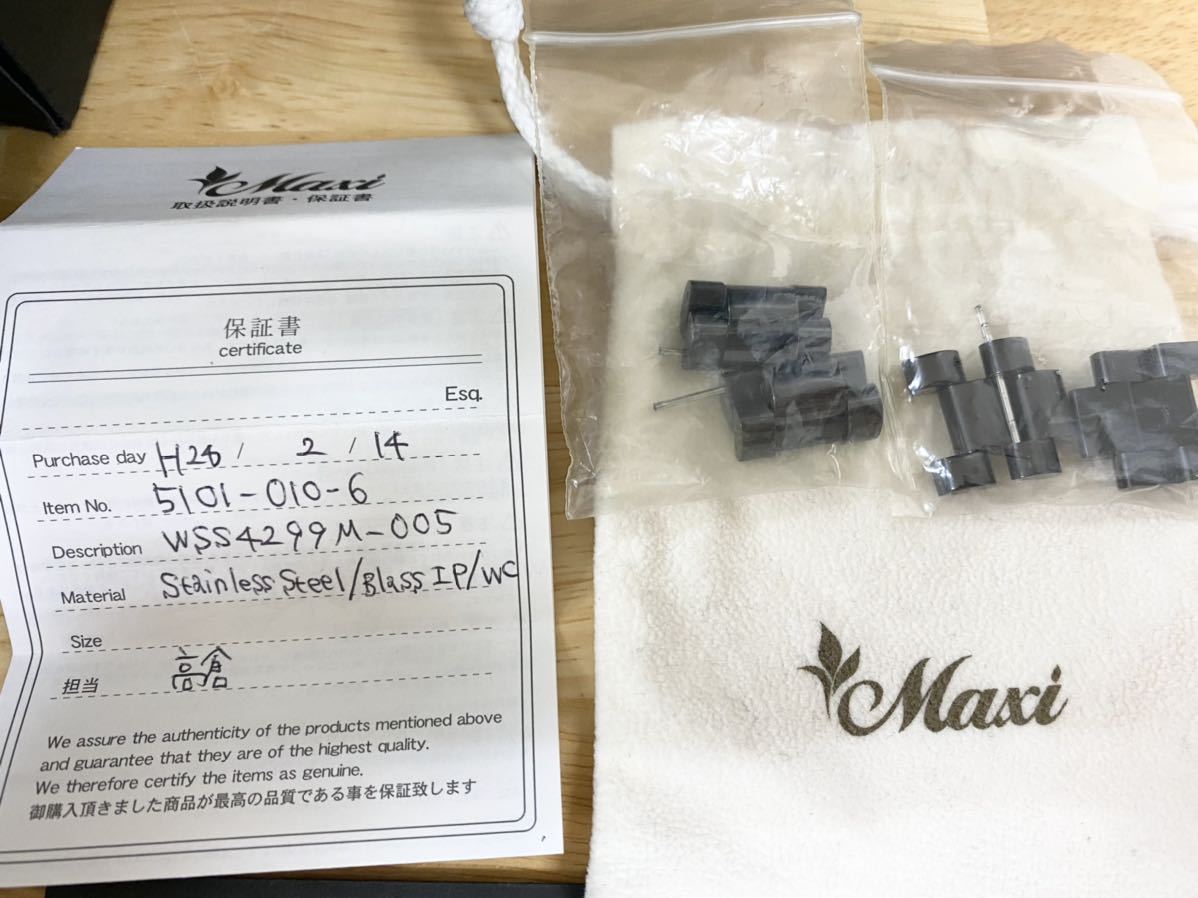 Maxi
取扱説明書・保証書
保証書
certificate
Esq.
Purchase day H28 / 2 / 14
Item No. 5101-010-6
Description WSS4299M-005
Material Stainless Steel/Blass IP/WC
Size
担当 高倉
We assure the authenticity of the products mentioned above
and guarantee that they are of the highest quality.
We therefore certify the items as genuine.
御購入頂きました商品が最高の品質である事を保証致します
Maxi